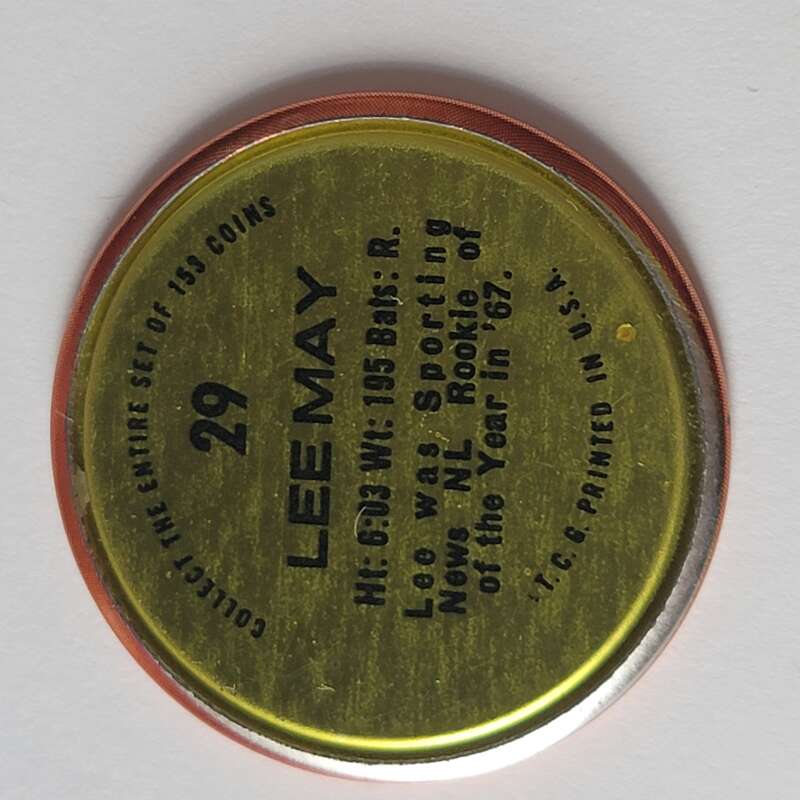 COLLECT THE ENTIRE SET OF 153 COINS
29
LEE MAY
Ht: 6:03 Wt: 195 Bats: R.
Lee was Sporting
News NL Rookie of
of the Year in '67.
T.C.G. PRINTED IN U.S.A.